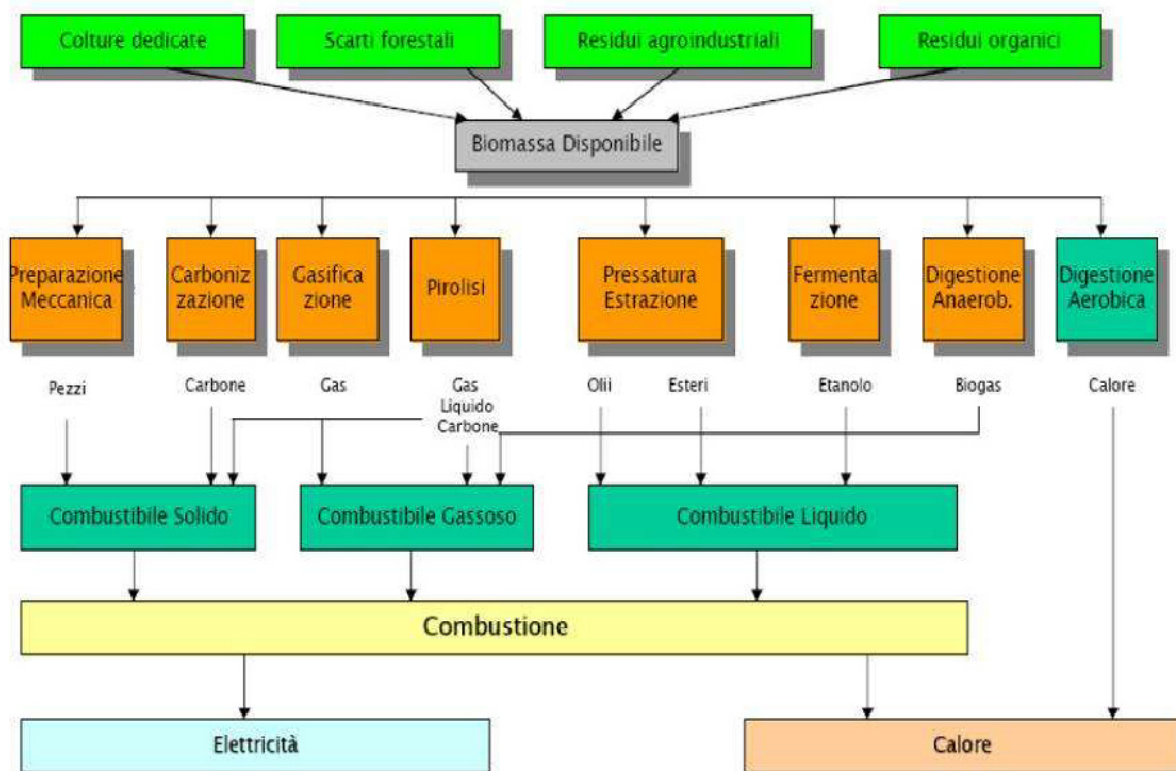 Colture dedicate
Scarti forestali
Residui agroindustriali
Residui organici
Biomassa Disponibile
Preparazione
Meccanica
Carboniz
zazione
Gasifica
zione
Pirolisi
Pressatura
Estrazione
Fermenta
zione
Digestione
Anaerob.
Digestione
Aerobica
Pezzi
Carbone
Gas
Gas
Liquido
Carbone
Olii
Esteri
Etanolo
Biogas
Calore
Combustibile Solido
Combustibile Gassoso
Combustibile Liquido
Combustione
Elettricità
Calore